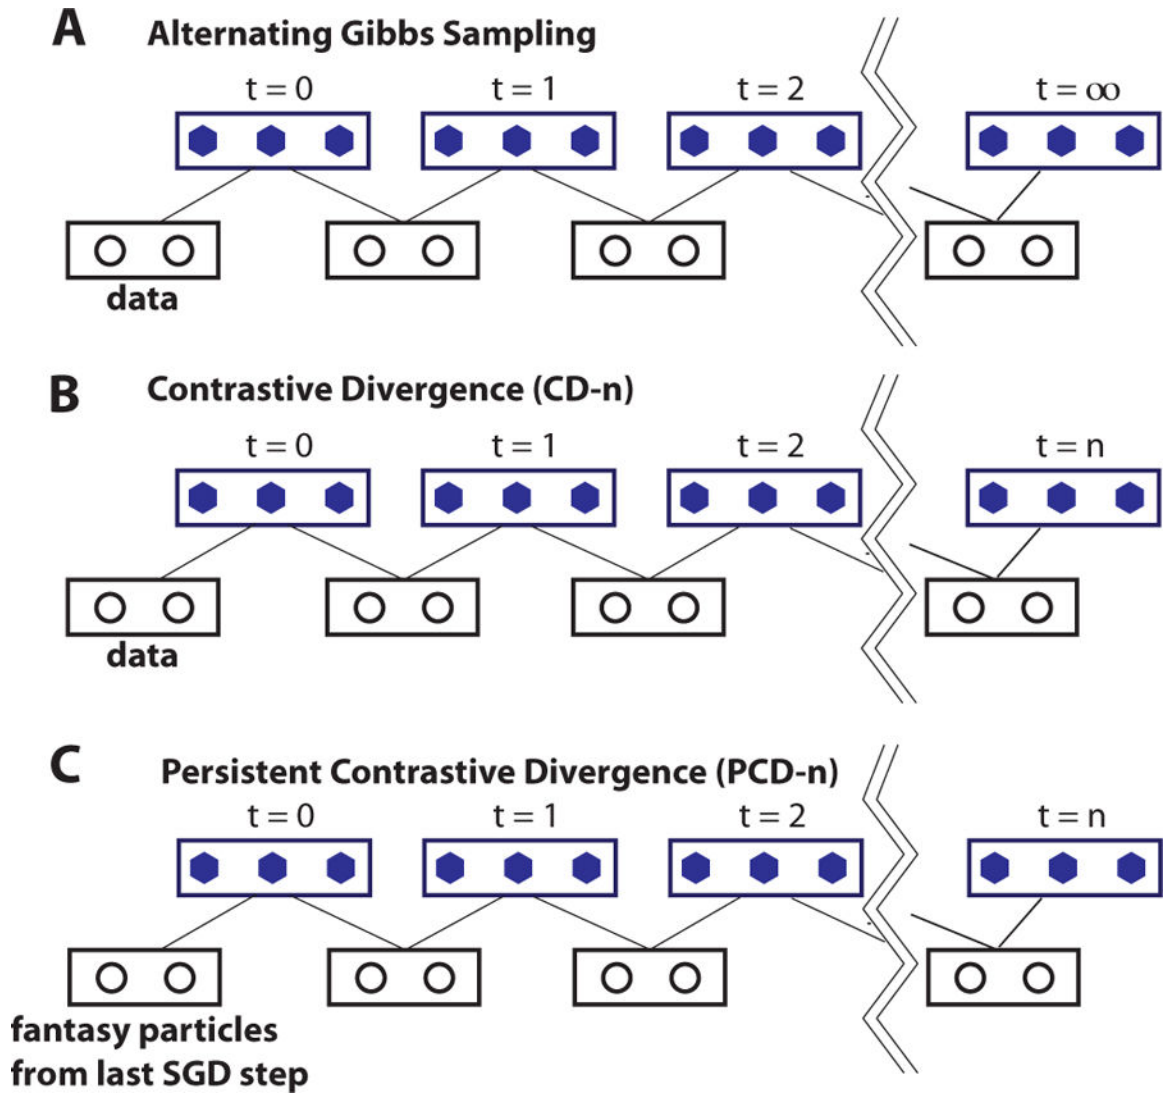 A Alternating Gibbs Sampling
t = 0 t = 1 t = 2 t = ∞
data
B Contrastive Divergence (CD-n)
t = 0 t = 1 t = 2 t = n
data
C Persistent Contrastive Divergence (PCD-n)
t = 0 t = 1 t = 2 t = n
fantasy particles
from last SGD step